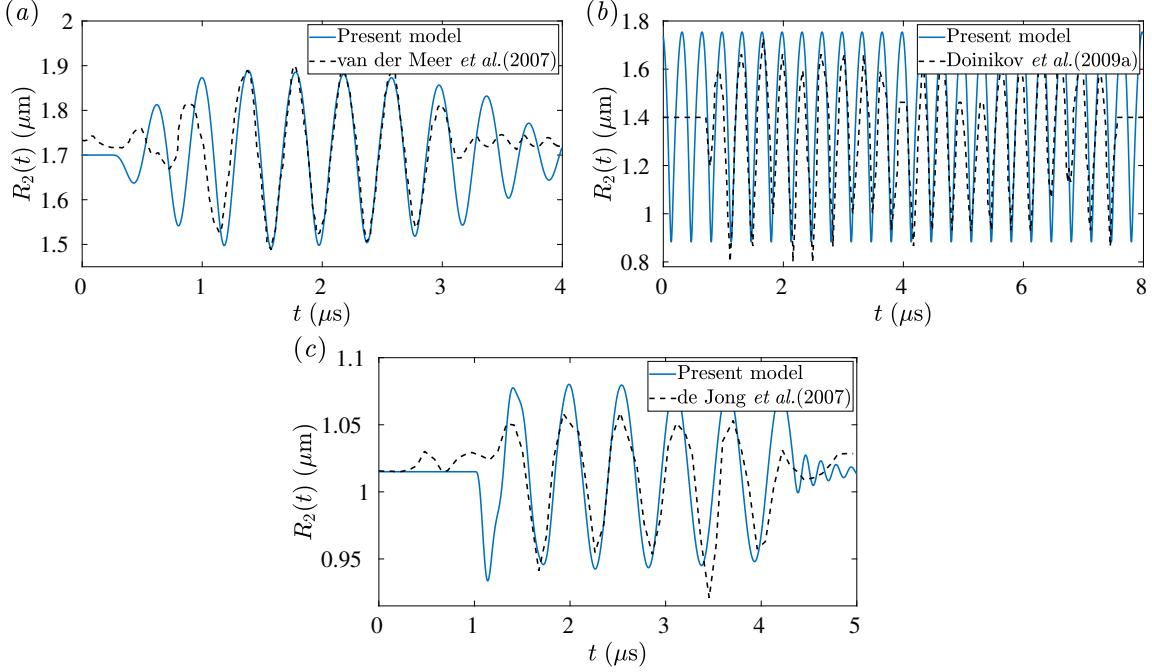 (a)
2
1.9
1.8
1.7
1.6
1.5
R₂(t) (μm)
0 1 2 3 4
t (μs)
Present model
van der Meer et al.(2007)
(b)
1.8
1.6
1.4
1.2
1
0.8
R₂(t) (μm)
0 2 4 6 8
t (μs)
Present model
Doinikov et al.(2009a)
(c)
1.1
1.05
1
0.95
R₂(t) (μm)
0 1 2 3 4 5
t (μs)
Present model
de Jong et al.(2007)